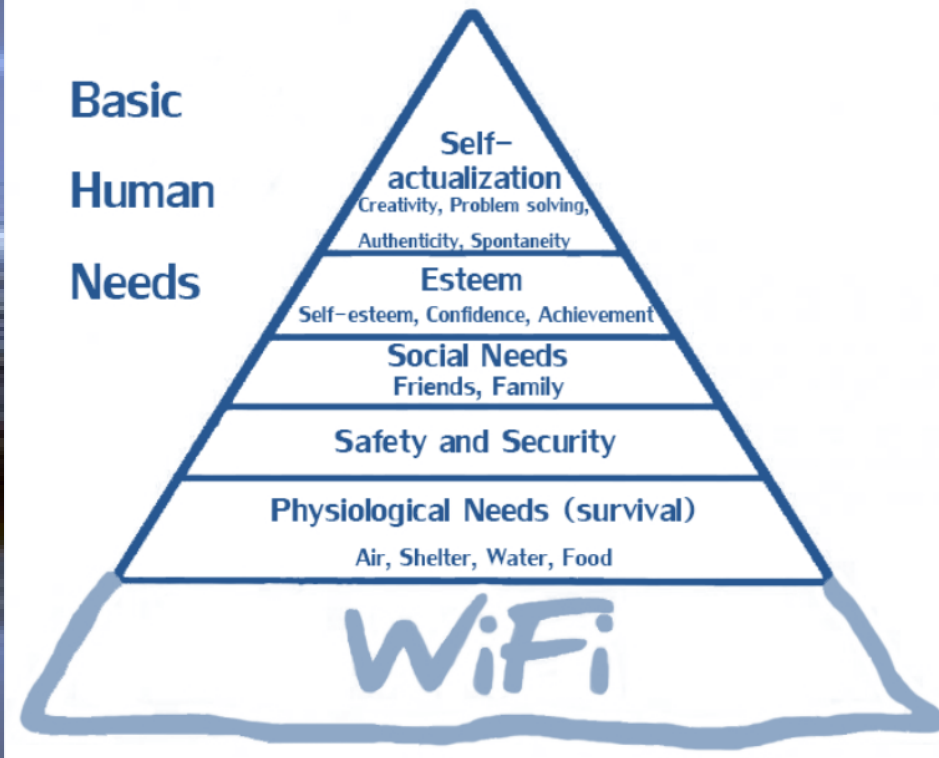 Basic
Human
Needs
Self-
actualization
Creativity, Problem solving,
Authenticity, Spontaneity
Esteem
Self-esteem, Confidence, Achievement
Social Needs
Friends, Family
Safety and Security
Physiological Needs (survival)
Air, Shelter, Water, Food
WiFi